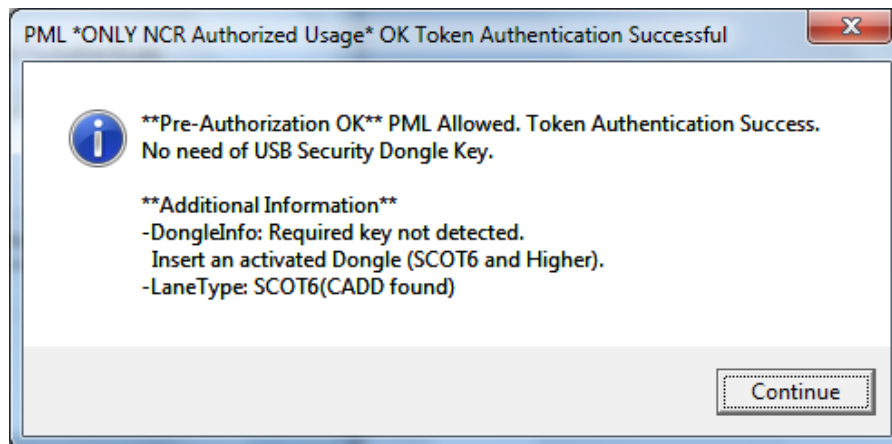 PML *ONLY NCR Authorized Usage* OK Token Authentication Successful
**Pre-Authorization OK** PML Allowed. Token Authentication Success.
No need of USB Security Dongle Key.
**Additional Information**
-DongleInfo: Required key not detected.
Insert an activated Dongle (SCOT6 and Higher).
-LaneType: SCOT6(CADD found)
Continue